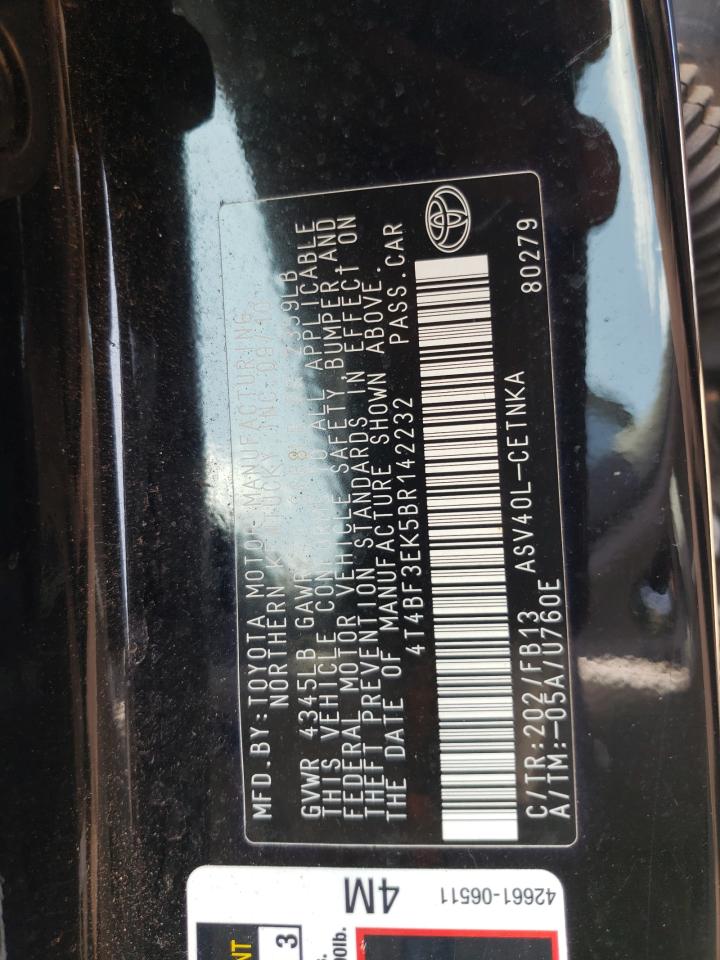 MFD.BY:TOYOTA MOTOR MANUFACTURING
NORTHERN KENTUCKY, INC.
GVWR 4345LB GAWR
THIS VEHICLE CONFORMS TO ALL APPLICABLE
FEDERAL MOTOR VEHICLE SAFETY, BUMPER AND
THEFT PREVENTION STANDARDS IN EFFECT ON
THE DATE OF MANUFACTURE SHOWN ABOVE.
4T4BF3EK5BR142232 PASS.CAR
C/TR:202/FB13 ASV40L-CETNKA 80279
A/TM:-05A/U760E
4M
42661-06511
3